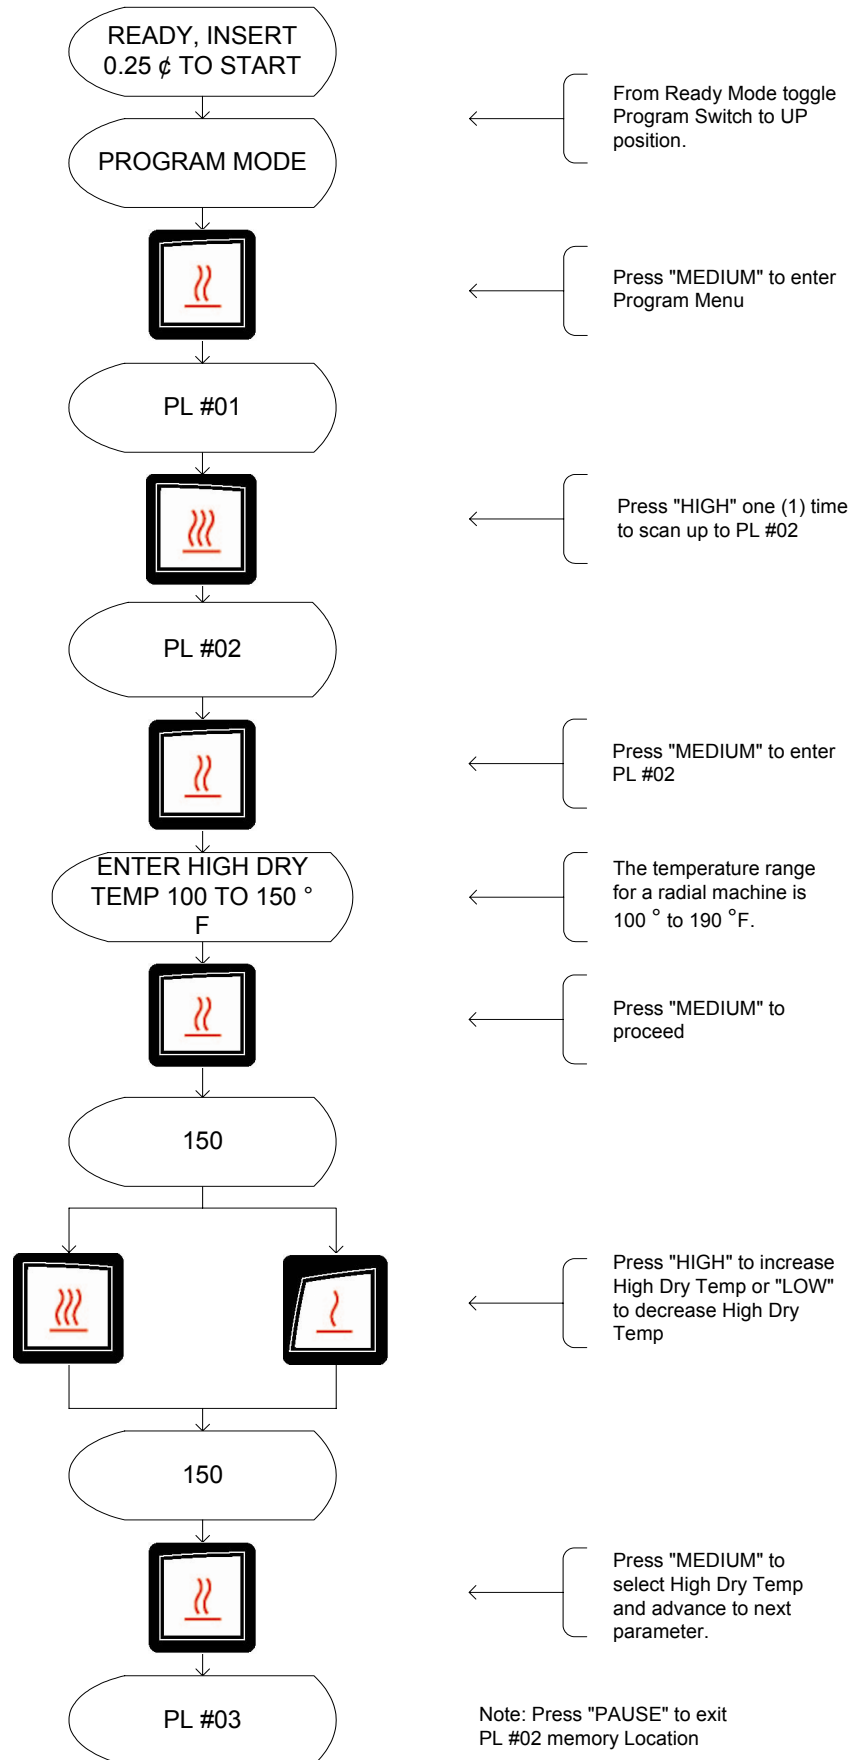 READY, INSERT
0.25 ¢ TO START
From Ready Mode toggle
Program Switch to UP
position.
PROGRAM MODE
Press "MEDIUM" to enter
Program Menu
PL #01
Press "HIGH" one (1) time
to scan up to PL #02
PL #02
Press "MEDIUM" to enter
PL #02
ENTER HIGH DRY
TEMP 100 TO 150 °
F
The temperature range
for a radial machine is
100 ° to 190 °F.
Press "MEDIUM" to
proceed
150
Press "HIGH" to increase
High Dry Temp or "LOW"
to decrease High Dry
Temp
150
Press "MEDIUM" to
select High Dry Temp
and advance to next
parameter.
PL #03
Note: Press "PAUSE" to exit
PL #02 memory Location